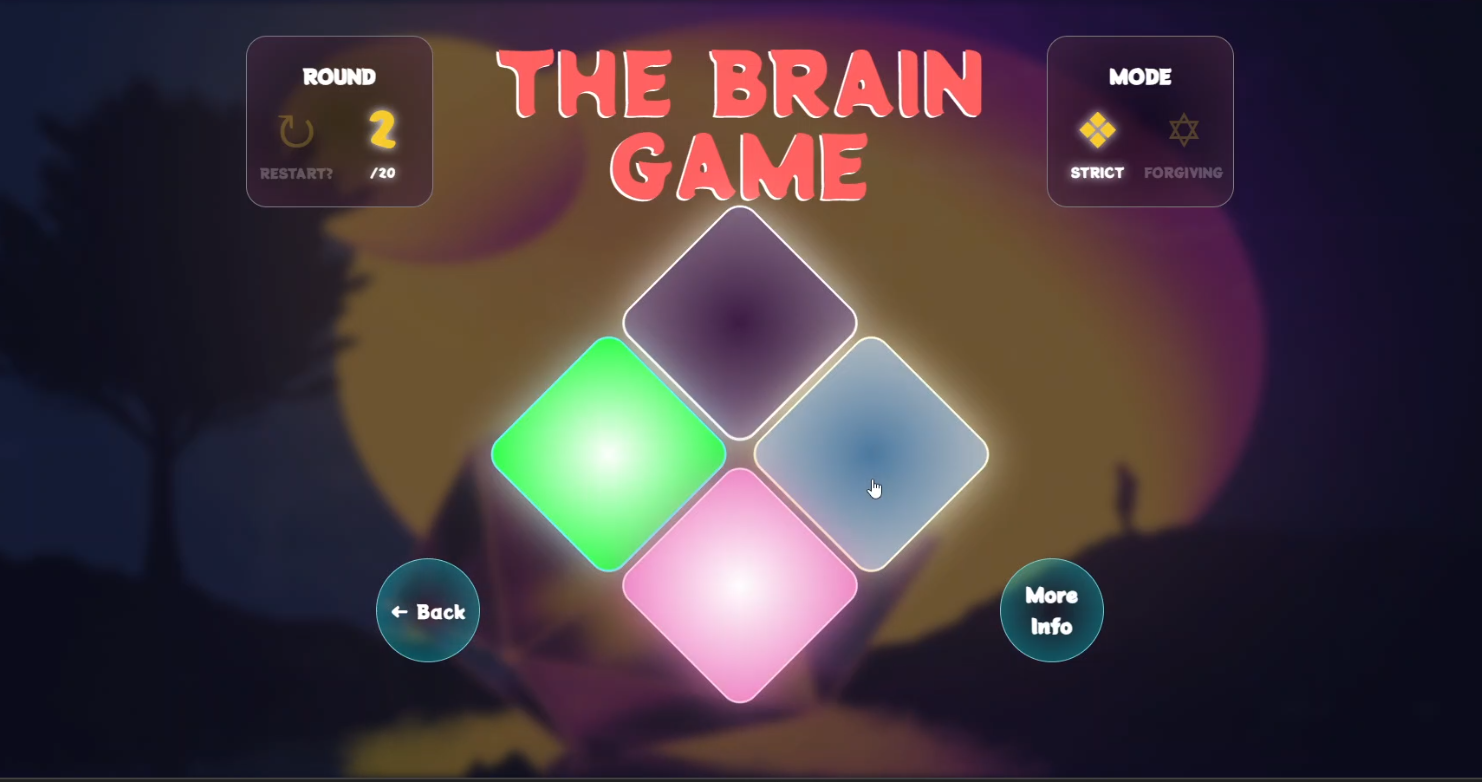 ROUND
2
RESTART?
/20
THE BRAIN
GAME
MODE
STRICT
FORGIVING
← Back
More
Info